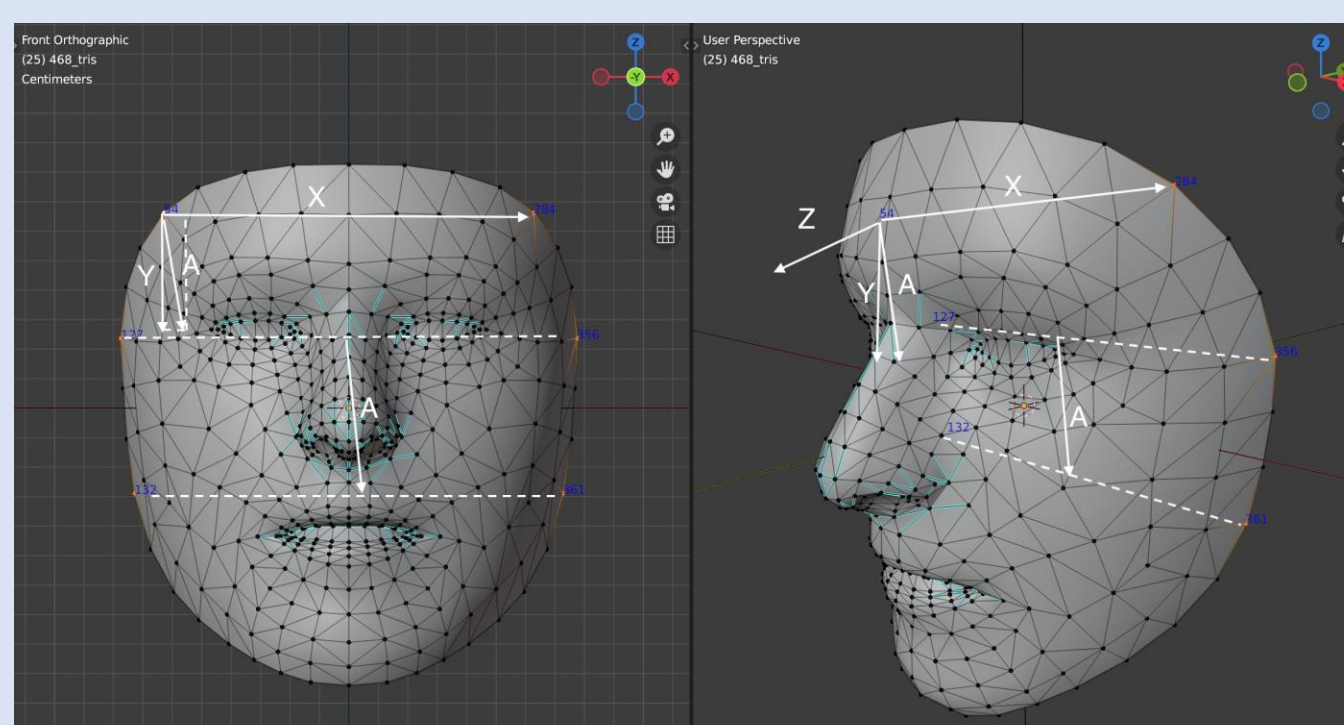 Front Orthographic
(25) 468_tris
Centimeters
Z
-Y
X
54
X
284
Y
A
127
356
A
132
361
User Perspective
(25) 468_tris
Z
X
284
Z
54
Y
A
127
356
A
132
361